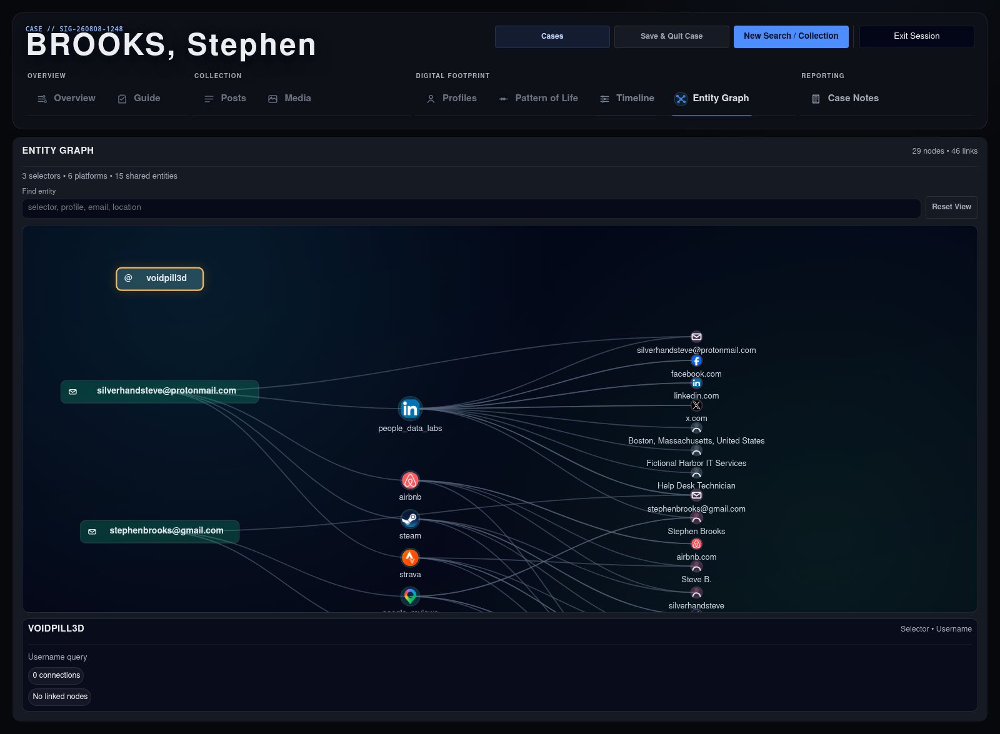 CASE // SIG-260808-1248
BROOKS, Stephen
Cases
Save & Quit Case
New Search / Collection
Exit Session
OVERVIEW
COLLECTION
DIGITAL FOOTPRINT
REPORTING
Overview
Guide
Posts
Media
Profiles
Pattern of Life
Timeline
Entity Graph
Case Notes
ENTITY GRAPH
29 nodes • 46 links
3 selectors • 6 platforms • 15 shared entities
Find entity
selector, profile, email, location
Reset View
@ voidpill3d
silverhandsteve@protonmail.com
facebook.com
silverhandsteve@protonmail.com
linkedin.com
people_data_labs
x.com
Boston, Massachusetts, United States
Fictional Harbor IT Services
Help Desk Technician
airbnb
stephenbrooks@gmail.com
stephenbrooks@gmail.com
Stephen Brooks
steam
airbnb.com
strava
Steve B.
silverhandsteve
google_reviews
VOIDPILL3D
Selector • Username
Username query
0 connections
No linked nodes